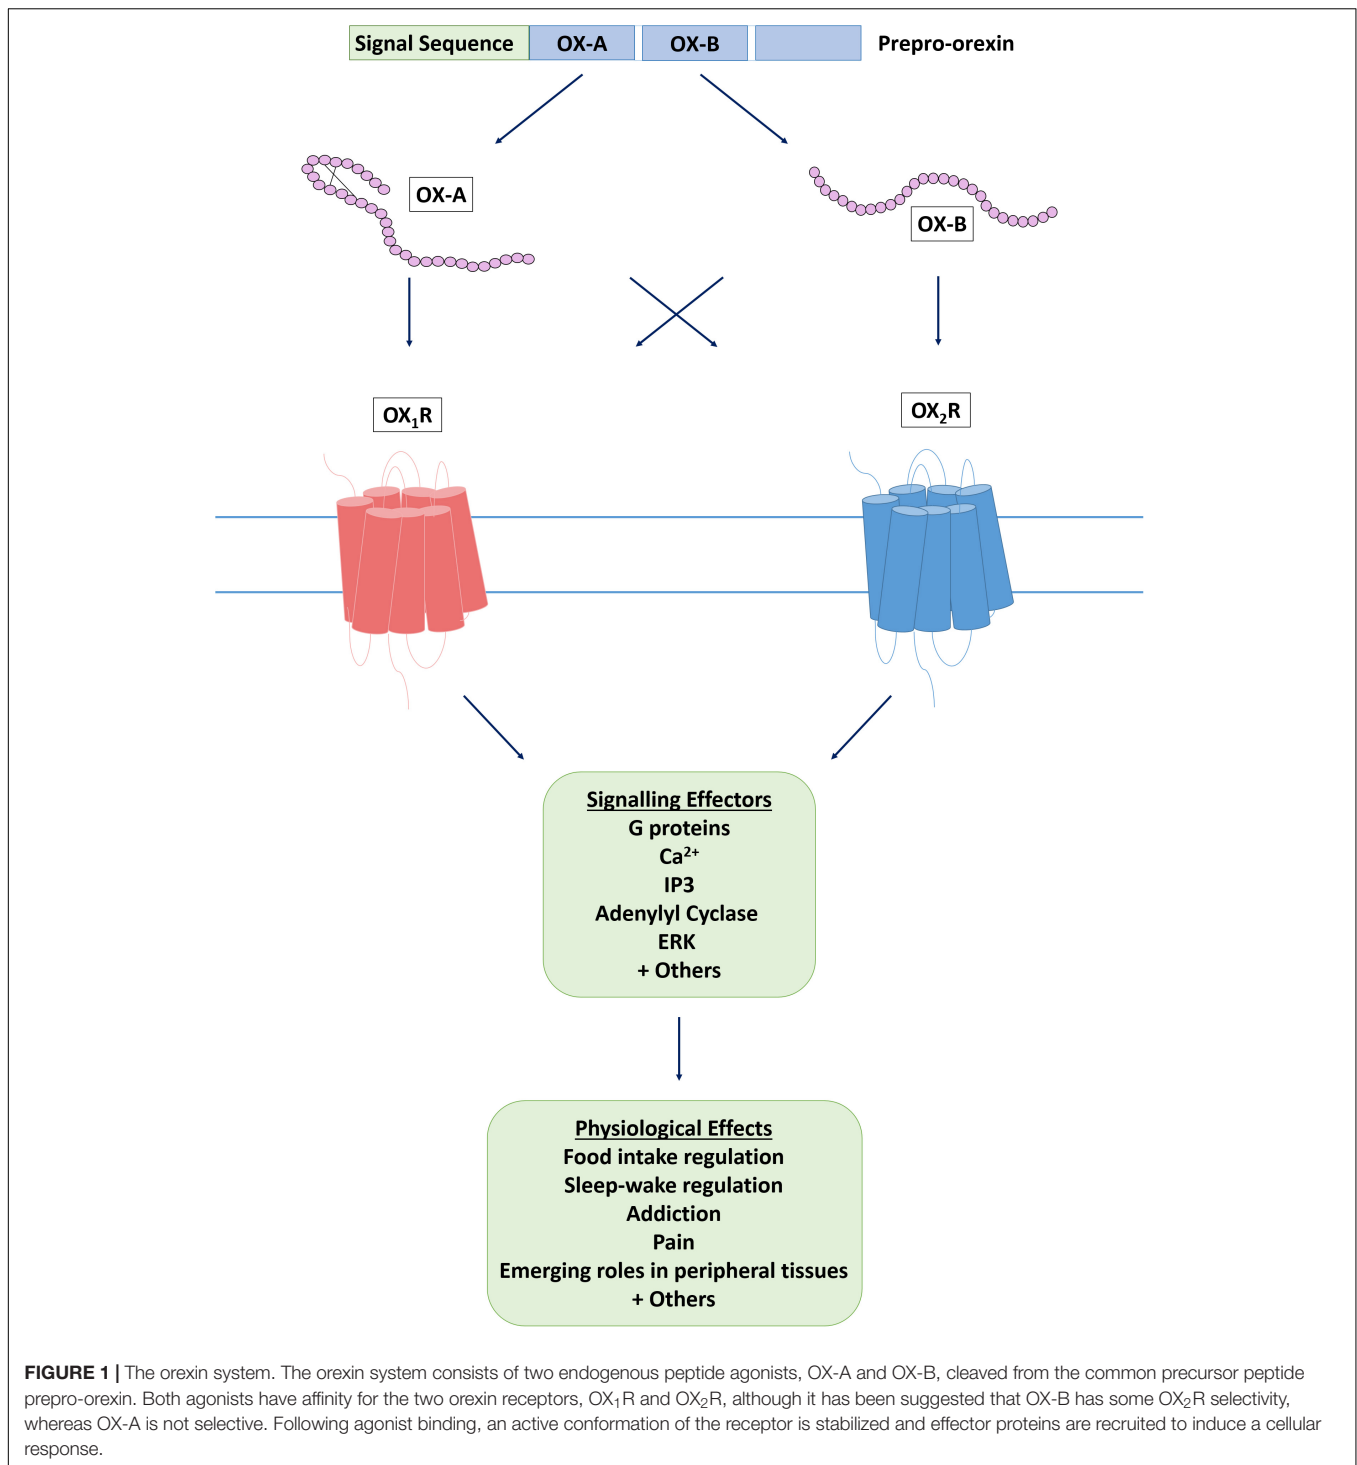 Signal Sequence OX-A OX-B Prepro-orexin
OX-A
OX-B
OX₁R
OX₂R
Signalling Effectors
G proteins
Ca²⁺
IP3
Adenylyl Cyclase
ERK
+ Others
Physiological Effects
Food intake regulation
Sleep-wake regulation
Addiction
Pain
Emerging roles in peripheral tissues
+ Others
FIGURE 1 | The orexin system. The orexin system consists of two endogenous peptide agonists, OX-A and OX-B, cleaved from the common precursor peptide
prepro-orexin. Both agonists have affinity for the two orexin receptors, OX₁R and OX₂R, although it has been suggested that OX-B has some OX₂R selectivity,
whereas OX-A is not selective. Following agonist binding, an active conformation of the receptor is stabilized and effector proteins are recruited to induce a cellular
response.